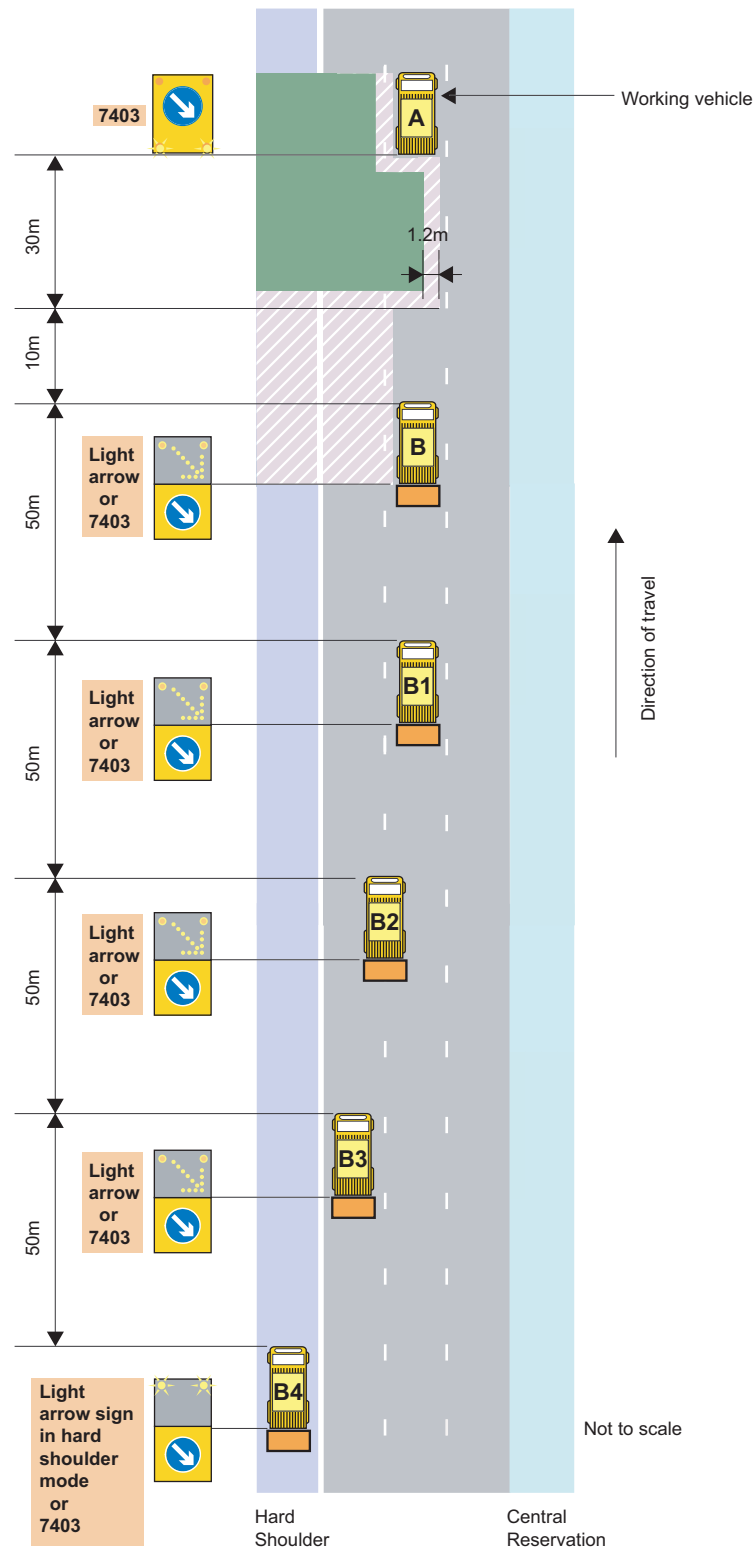 Working vehicle
7403
A
30m
1.2m
10m
Light
arrow
or
7403
B
50m
Direction of travel
Light
arrow
or
7403
B1
50m
Light
arrow
or
7403
B2
50m
Light
arrow
or
7403
B3
50m
Light
arrow sign
in hard
shoulder
mode
or
7403
B4
Not to scale
Hard
Shoulder
Central
Reservation